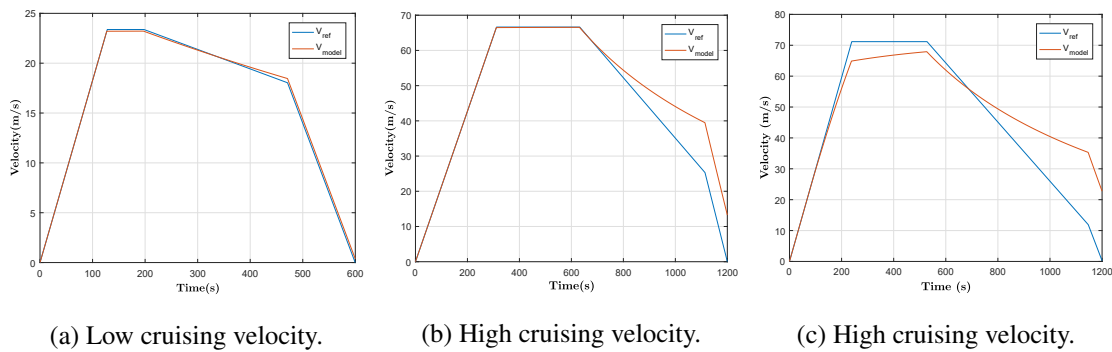 25
20
15
10
5
0
Velocity(m/s)
0 100 200 300 400 500 600
Time(s)
V_ref
V_model
(a) Low cruising velocity.
70
60
50
40
30
20
10
0
Velocity(m/s)
0 200 400 600 800 1000 1200
Time(s)
V_ref
V_model
(b) High cruising velocity.
80
70
60
50
40
30
20
10
0
Velocity (m/s)
0 200 400 600 800 1000 1200
Time (s)
V_ref
V_model
(c) High cruising velocity.